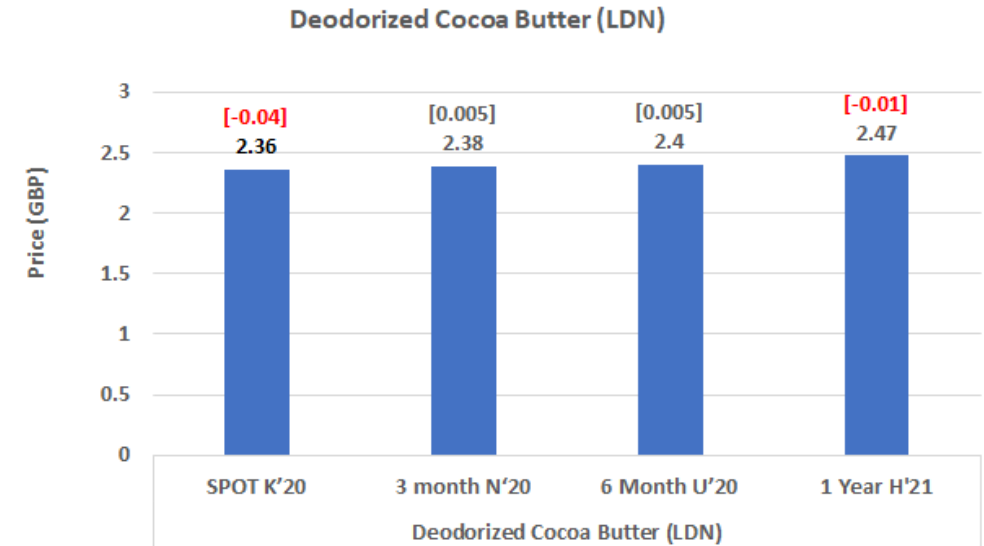 Deodorized Cocoa Butter (LDN)
Price (GBP)
3
2.5
2
1.5
1
0.5
0
[-0.04]
2.36
[0.005]
2.38
[0.005]
2.4
[-0.01]
2.47
SPOT K’20
3 month N‘20
6 Month U’20
1 Year H'21
Deodorized Cocoa Butter (LDN)